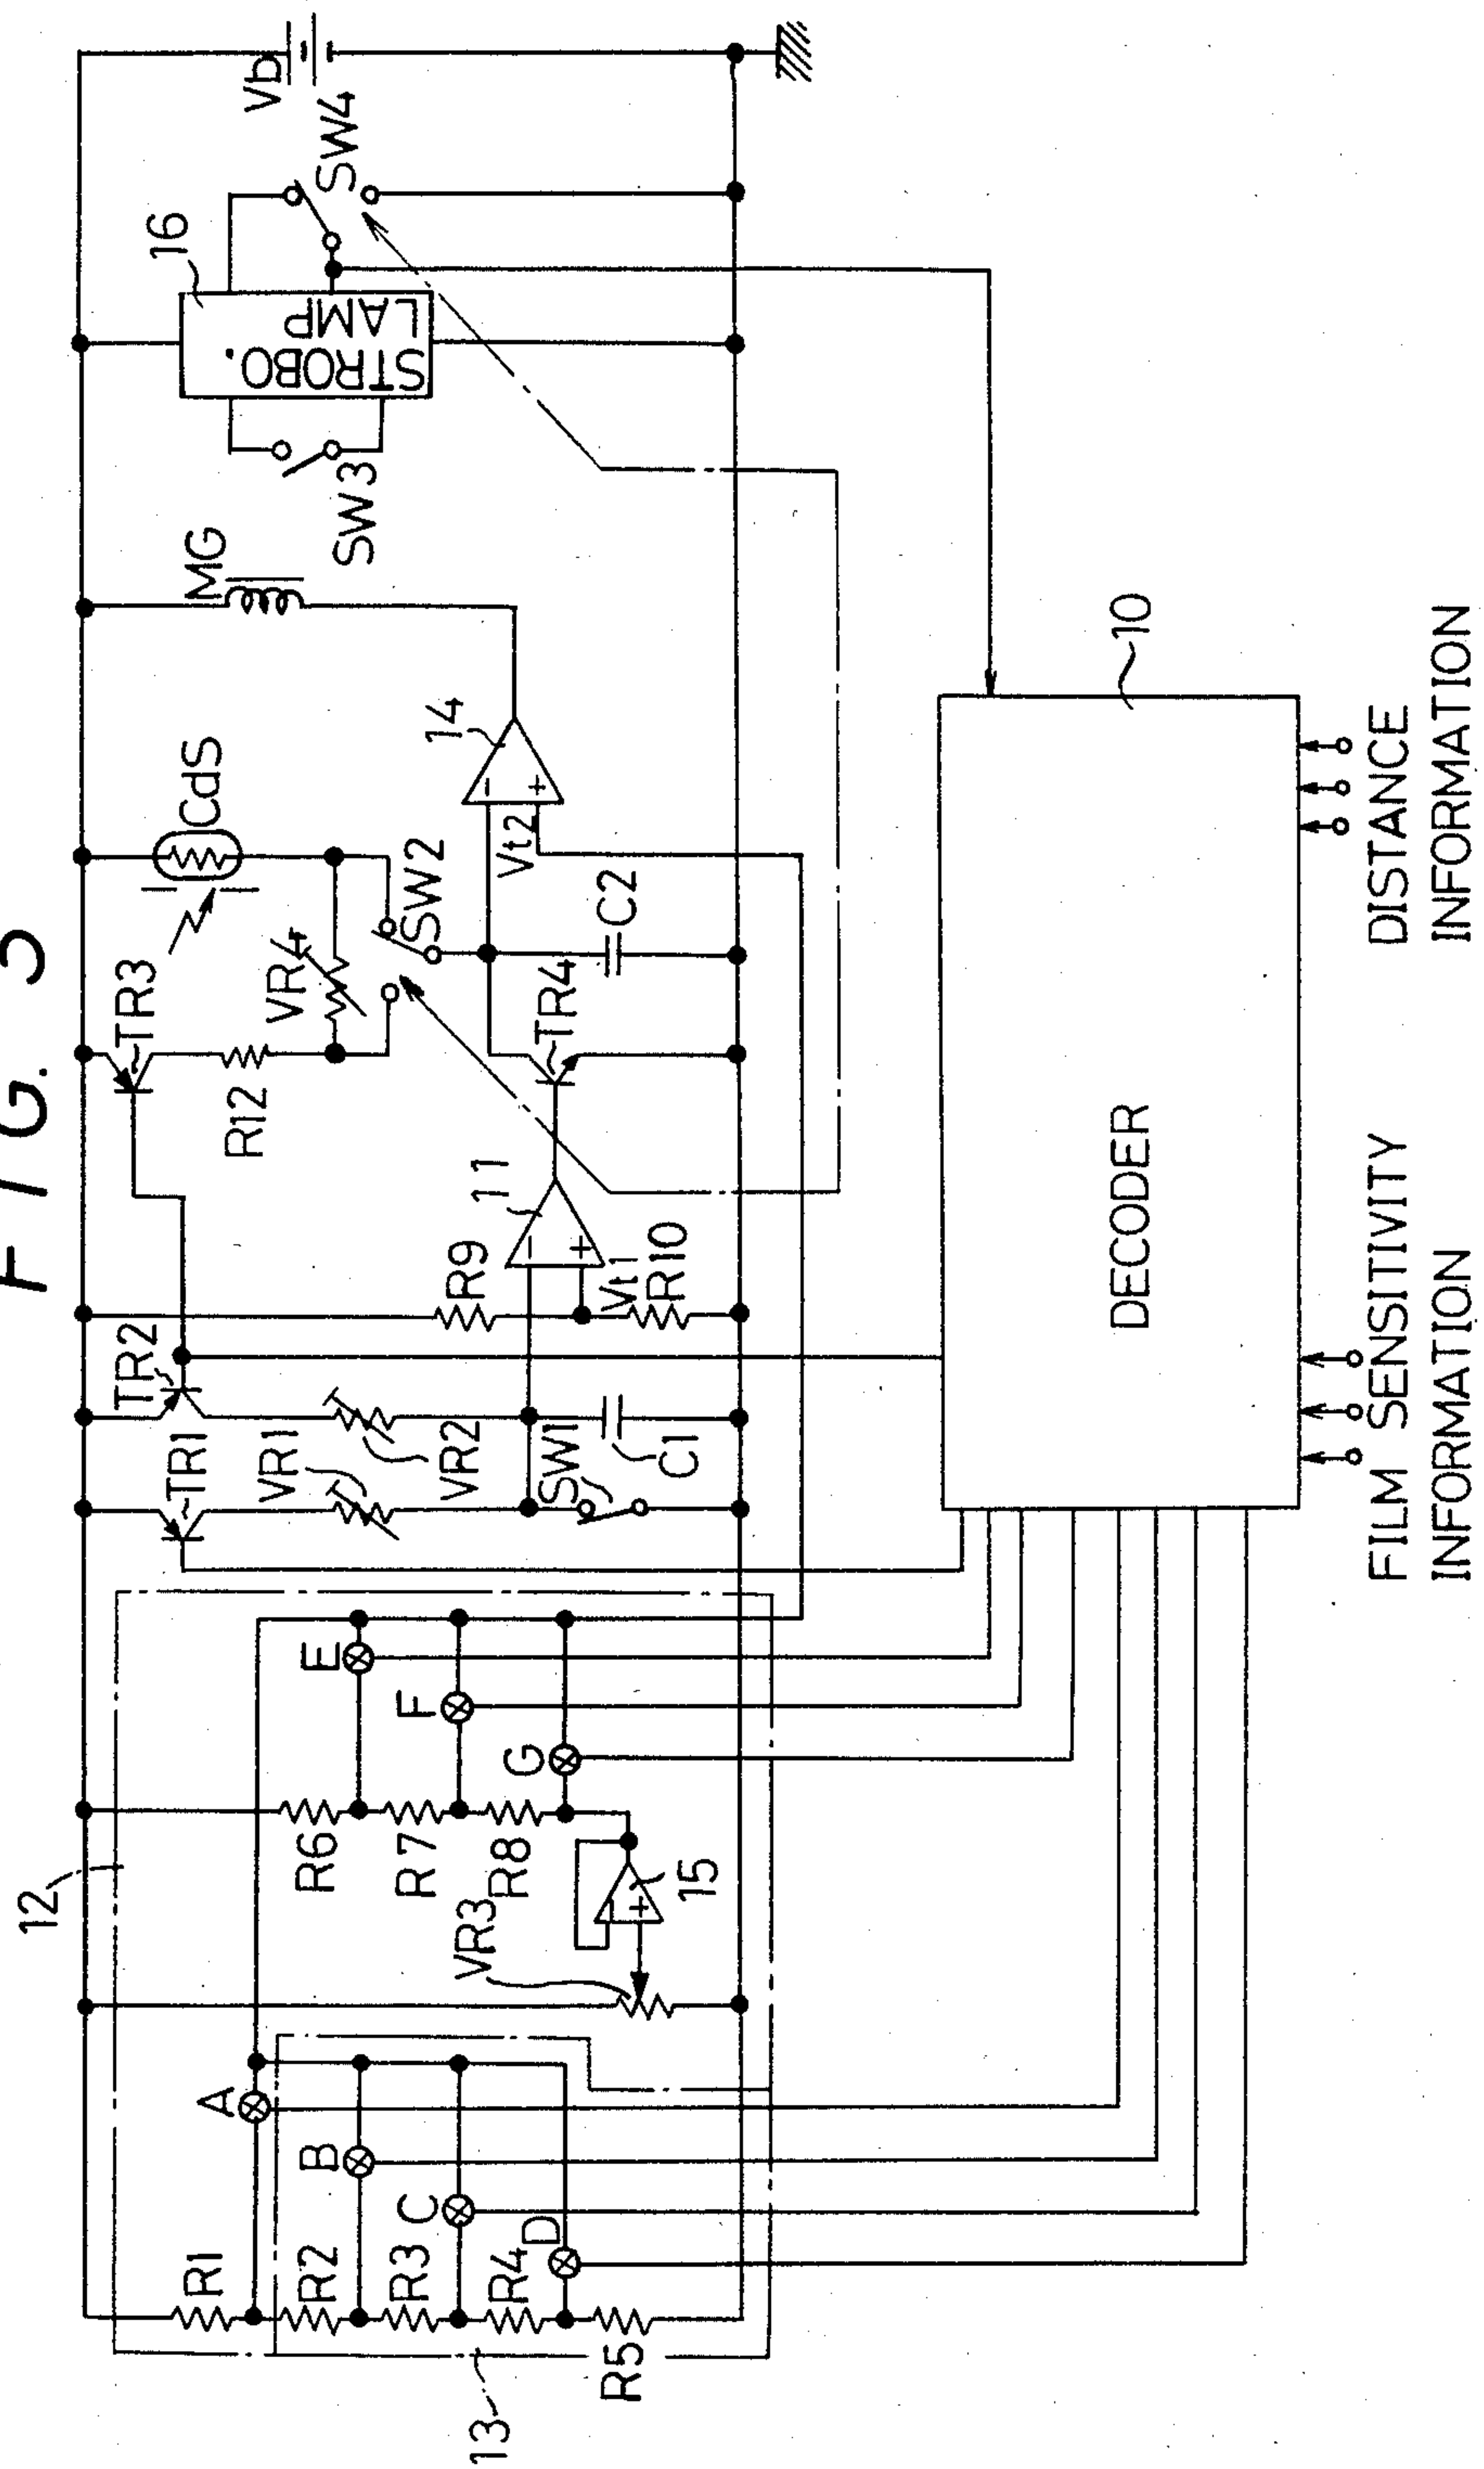 FIG. 3
12
13
R1
R2
R3
R4
R5
A
B
C
D
VR3
15
R6
R7
R8
E
F
G
TR1
VR1
SW1
TR2
VR2
C1
R9
Vt1
R10
11
TR3
R12
VR4
TR4
SW2
C2
CdS
Vt2
14
MG
SW3
STROBO.
LAMP
16
SW4
Vb
DECODER
10
FILM SENSITIVITY
INFORMATION
DISTANCE
INFORMATION